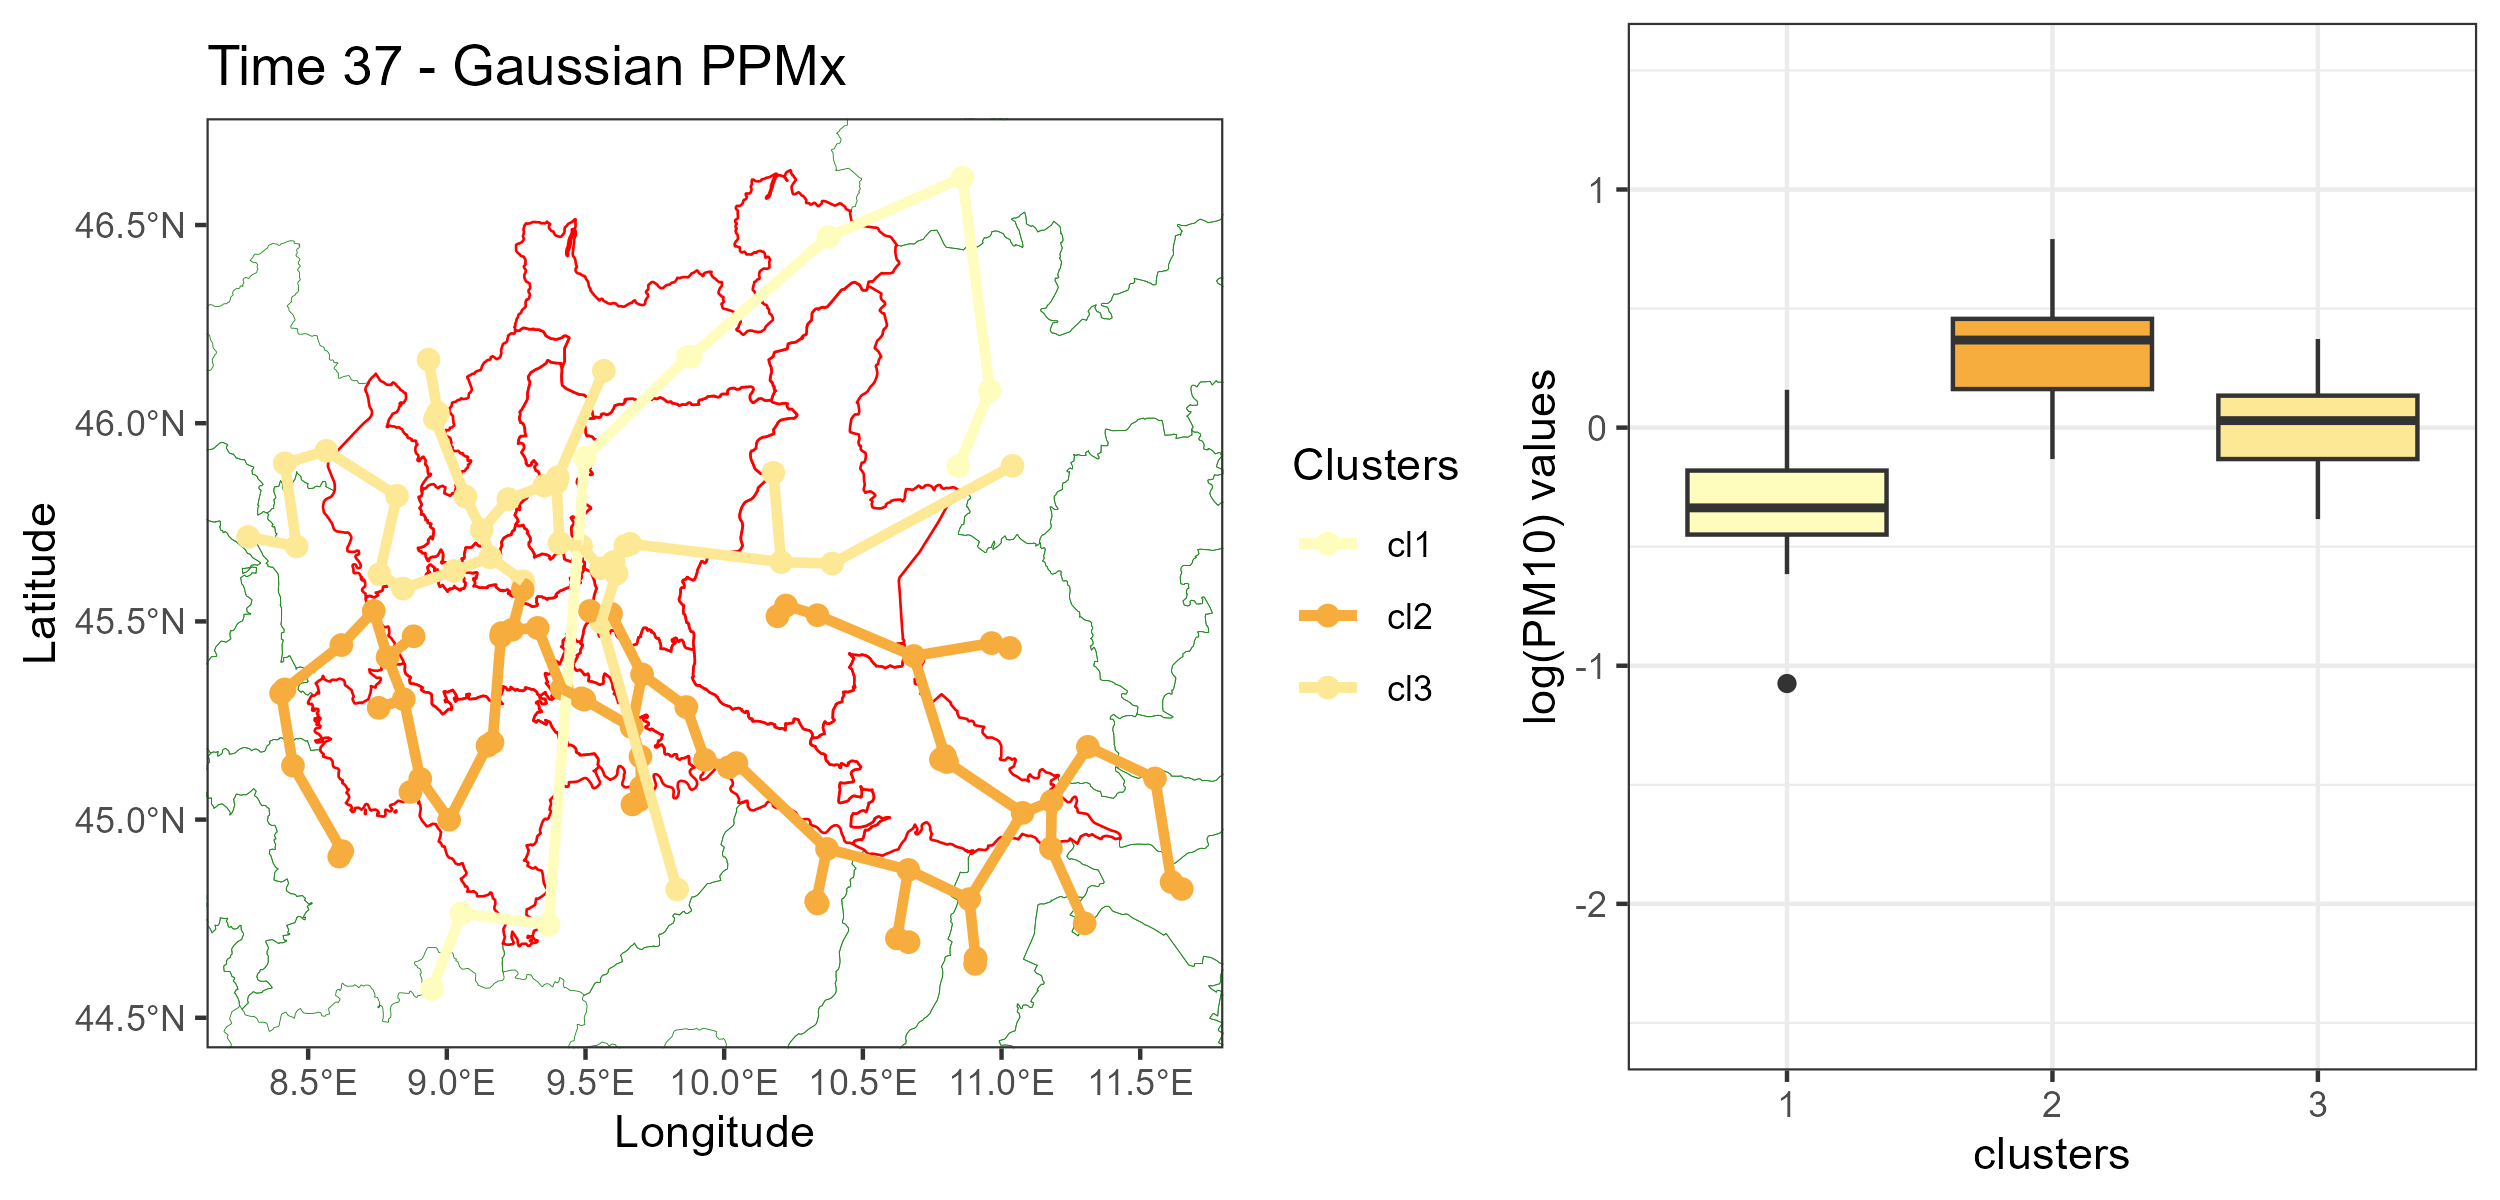 Time 37 - Gaussian PPMx
Latitude
46.5°N
46.0°N
45.5°N
45.0°N
44.5°N
8.5°E 9.0°E 9.5°E 10.0°E 10.5°E 11.0°E 11.5°E
Longitude
Clusters
cl1
cl2
cl3
log(PM10) values
1
0
-1
-2
1 2 3
clusters